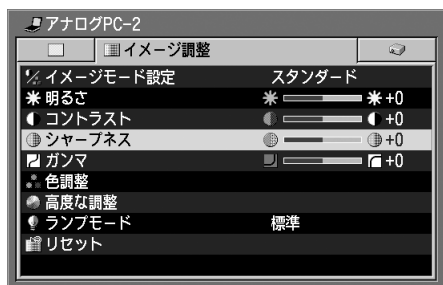 アナログPC-2
イメージ調整
イメージモード設定 スタンダード
明るさ +0
コントラスト +0
シャープネス +0
ガンマ +0
色調整
高度な調整
ランプモード 標準
リセット